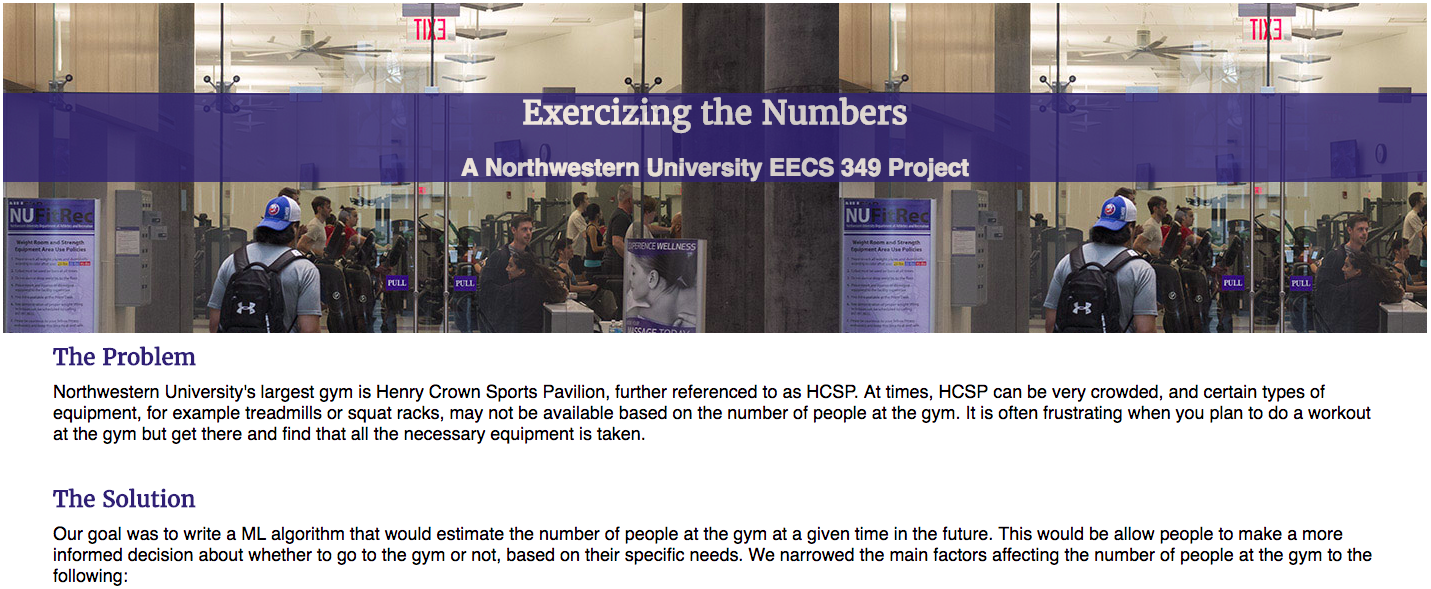 EXIT
EXIT
Exercizing the Numbers
A Northwestern University EECS 349 Project
NUFitRec
Weight Room and Strength
Equipment Area Use Policies
PULL
PULL
EXPERIENCE WELLNESS
MASSAGE TODAY
NUFitRec
Weight Room and Strength
Equipment Area Use Policies
PULL
PULL
The Problem
Northwestern University's largest gym is Henry Crown Sports Pavilion, further referenced to as HCSP. At times, HCSP can be very crowded, and certain types of
equipment, for example treadmills or squat racks, may not be available based on the number of people at the gym. It is often frustrating when you plan to do a workout
at the gym but get there and find that all the necessary equipment is taken.
The Solution
Our goal was to write a ML algorithm that would estimate the number of people at the gym at a given time in the future. This would be allow people to make a more
informed decision about whether to go to the gym or not, based on their specific needs. We narrowed the main factors affecting the number of people at the gym to the
following: